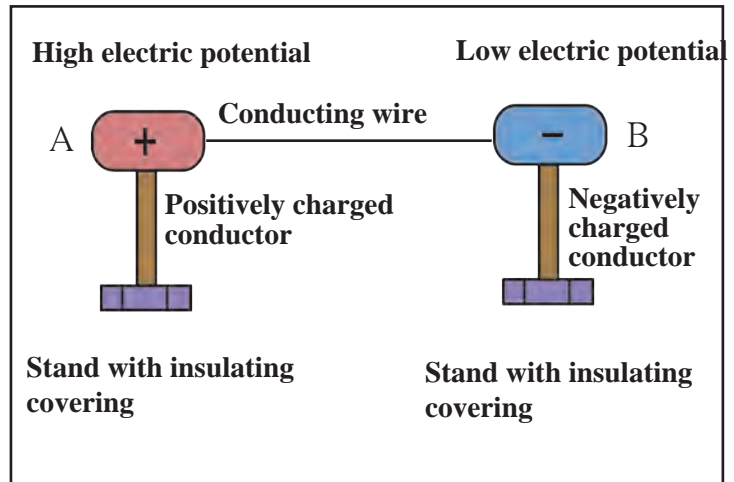 High electric potential
Low electric potential
Conducting wire
A
+
-
B
Positively charged
conductor
Negatively
charged
conductor
Stand with insulating
covering
Stand with insulating
covering